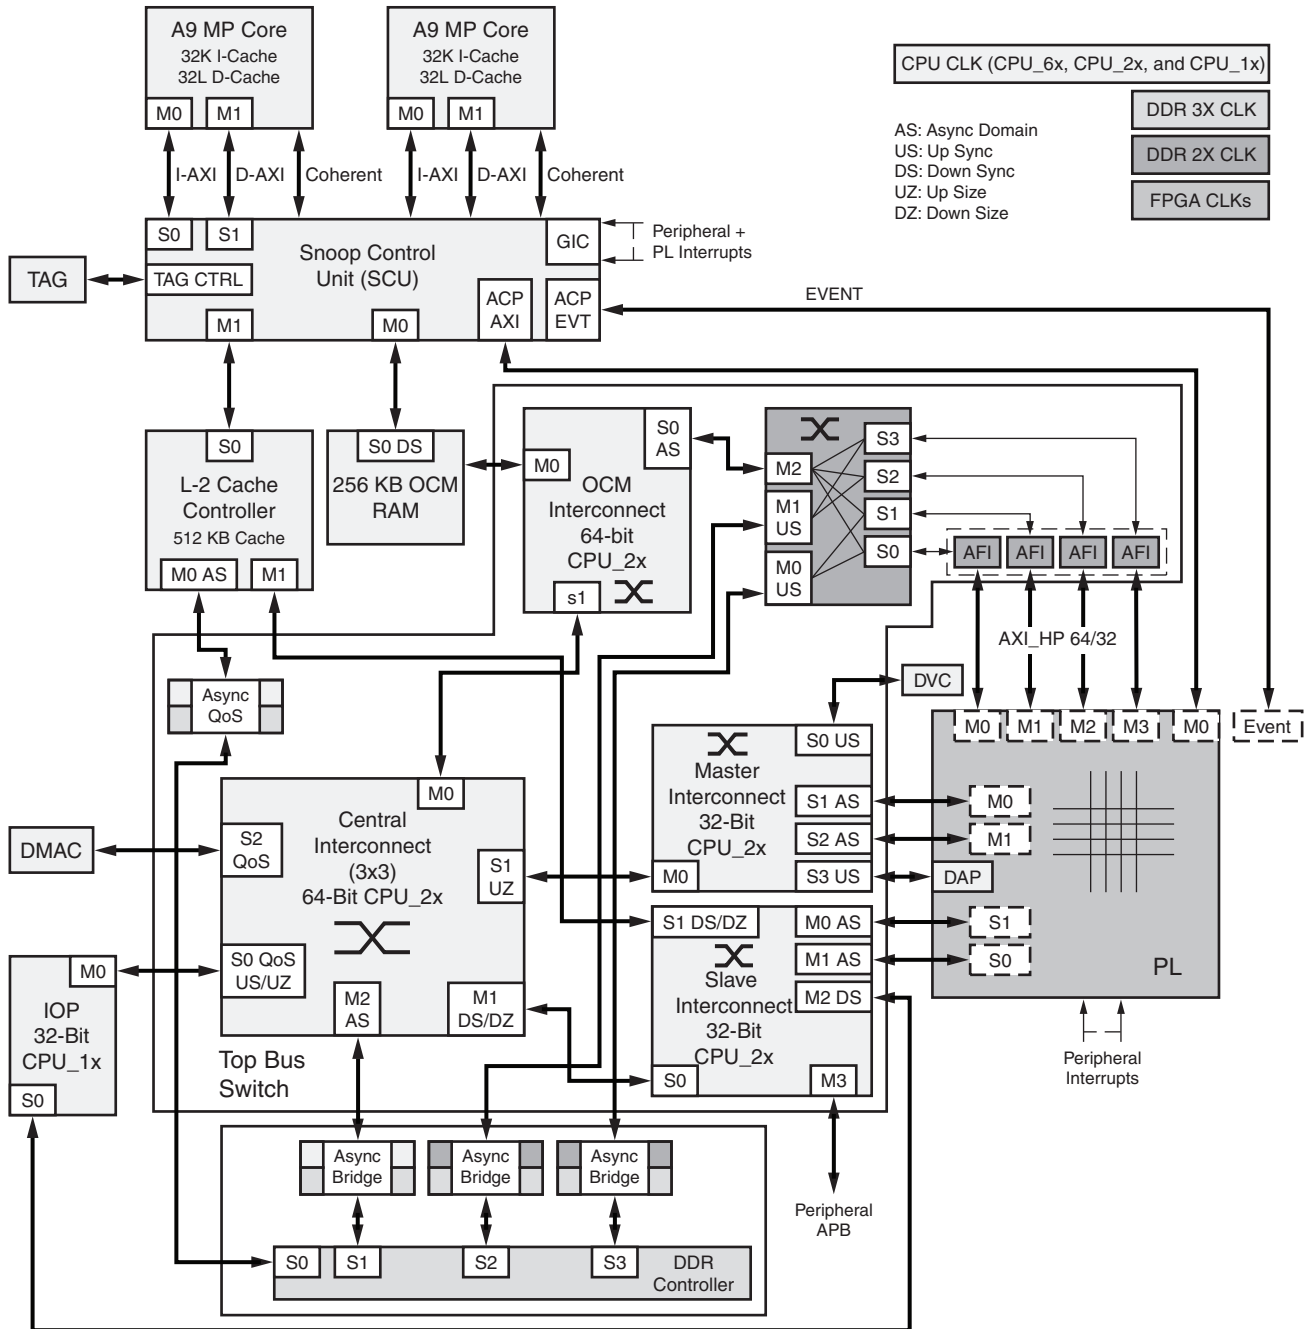 A9 MP Core
32K I-Cache
32L D-Cache
M0
M1
A9 MP Core
32K I-Cache
32L D-Cache
M0
M1
CPU CLK (CPU_6x, CPU_2x, and CPU_1x)
DDR 3X CLK
DDR 2X CLK
FPGA CLKs
AS: Async Domain
US: Up Sync
DS: Down Sync
UZ: Up Size
DZ: Down Size
I-AXI
D-AXI
Coherent
I-AXI
D-AXI
Coherent
S0
S1
Snoop Control
Unit (SCU)
GIC
Peripheral +
PL Interrupts
TAG
TAG CTRL
M1
M0
ACP
AXI
ACP
EVT
EVENT
S0
L-2 Cache
Controller
512 KB Cache
M0 AS
M1
S0 DS
256 KB OCM
RAM
M0
S0
AS
OCM
Interconnect
64-bit
CPU_2x
s1
M2
M1
US
M0
US
S3
S2
S1
S0
AFI
AFI
AFI
AFI
AXI_HP 64/32
Async
QoS
DVC
M0
M1
M2
M3
M0
Event
M0
Central
Interconnect
(3x3)
64-Bit CPU_2x
S2
QoS
S1
UZ
S0 QoS
US/UZ
M2
AS
M1
DS/DZ
DMAC
S0 US
Master
Interconnect
32-Bit
CPU_2x
S1 AS
S2 AS
M0
S3 US
M0
M1
DAP
S1
S0
PL
S1 DS/DZ
M0 AS
M1 AS
M2 DS
Slave
Interconnect
32-Bit
CPU_2x
S0
M3
M0
IOP
32-Bit
CPU_1x
S0
Top Bus
Switch
Peripheral
Interrupts
Async
Bridge
Async
Bridge
Async
Bridge
Peripheral
APB
S0
S1
S2
S3
DDR
Controller